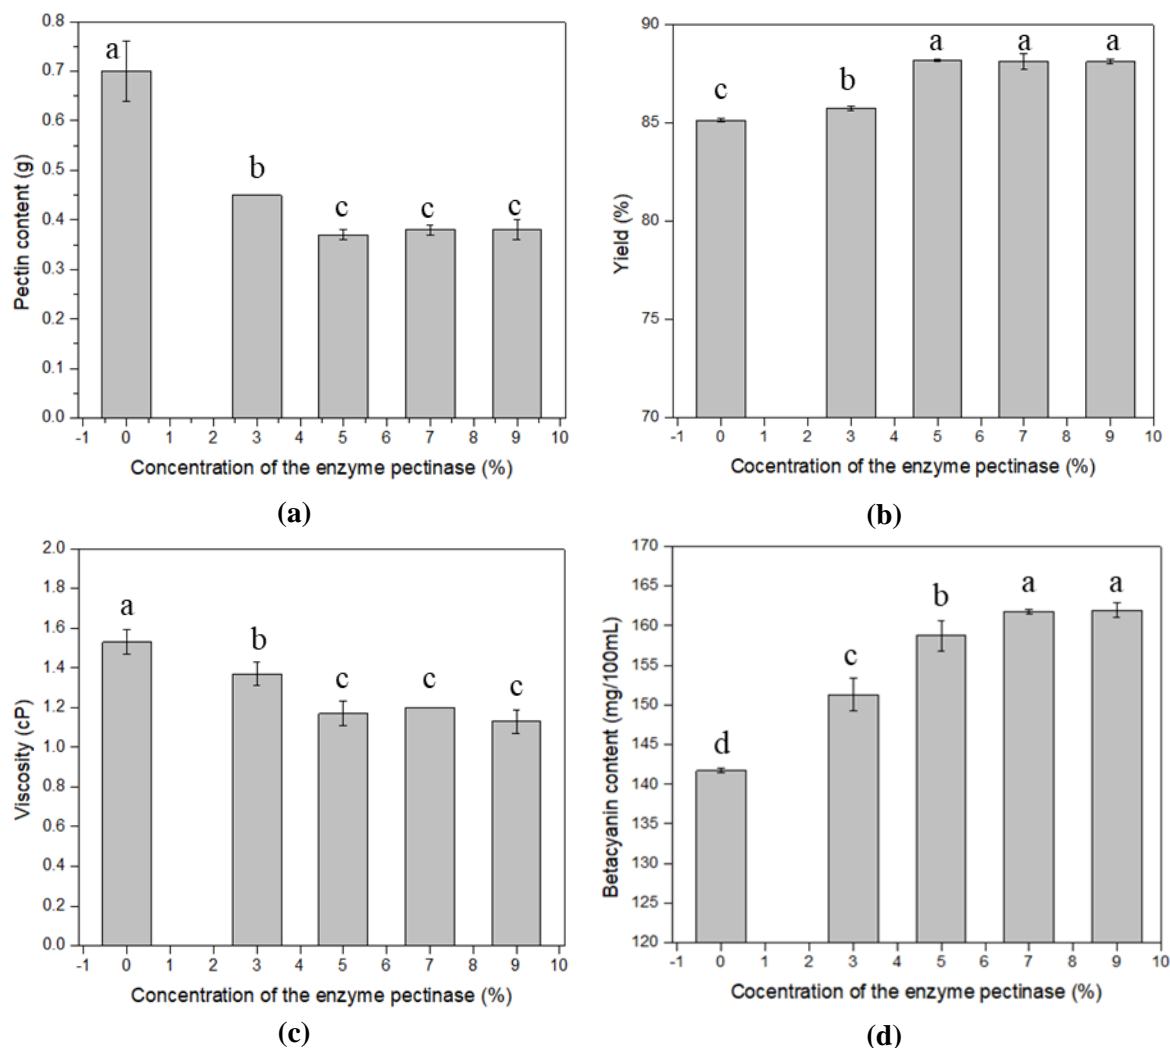 0.8
0.7
0.6
0.5
0.4
0.3
0.2
0.1
0.0
Pectin content (g)
a
b
c
c
c
-1 0 1 2 3 4 5 6 7 8 9 10
Concentration of the enzyme pectinase (%)
(a)
90
85
80
75
70
Yield (%)
c
b
a
a
a
-1 0 1 2 3 4 5 6 7 8 9 10
Cocentration of the enzyme pectinase (%)
(b)
2.0
1.8
1.6
1.4
1.2
1.0
0.8
0.6
0.4
0.2
0.0
Viscosity (cP)
a
b
c
c
c
-1 0 1 2 3 4 5 6 7 8 9 10
Concentration of the enzyme pectinase (%)
(c)
170
165
160
155
150
145
140
135
130
125
120
Betacyanin content (mg/100mL)
d
c
b
a
a
-1 0 1 2 3 4 5 6 7 8 9 10
Cocentration of the enzyme pectinase (%)
(d)